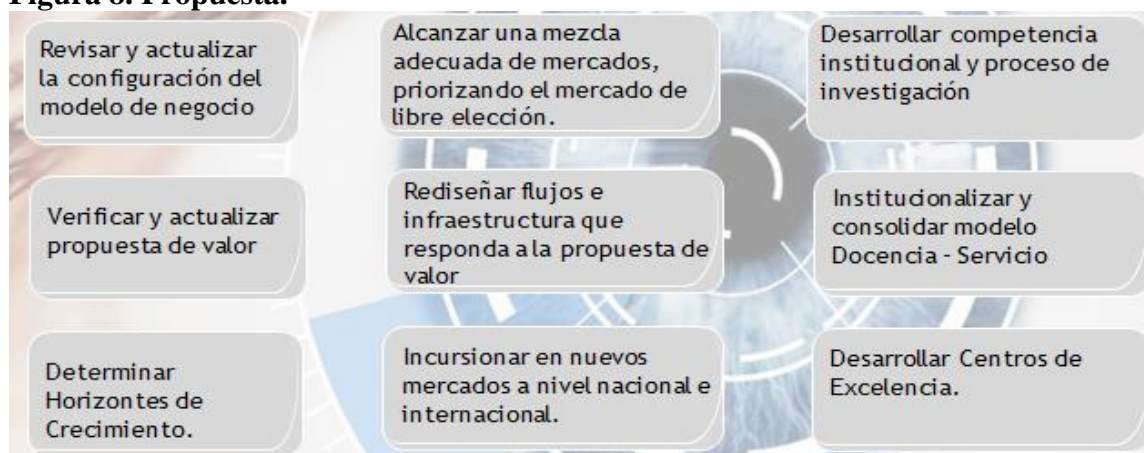 Figura 8. Propuesta.
Revisar y actualizar
la configuración del
modelo de negocio
Alcanzar una mezcla
adecuada de mercados,
priorizando el mercado de
libre elección.
Desarrollar competencia
institucional y proceso de
investigación
Verificar y actualizar
propuesta de valor
Rediseñar flujos e
infraestructura que
responda a la propuesta de
valor
Institucionalizar y
consolidar modelo
Docencia - Servicio
Determinar
Horizontes de
Crecimiento.
Incursionar en nuevos
mercados a nivel nacional e
internacional.
Desarrollar Centros de
Excelencia.